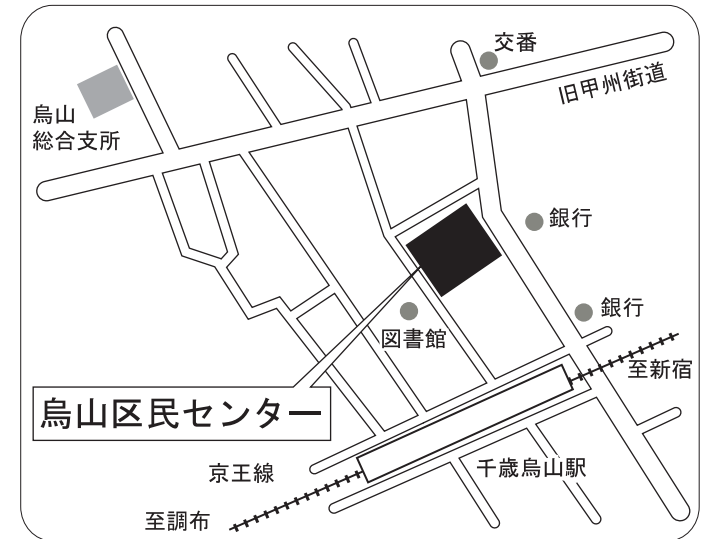 交番
旧甲州街道
烏山
総合支所
銀行
銀行
図書館
至新宿
烏山区民センター
京王線
千歳烏山駅
至調布